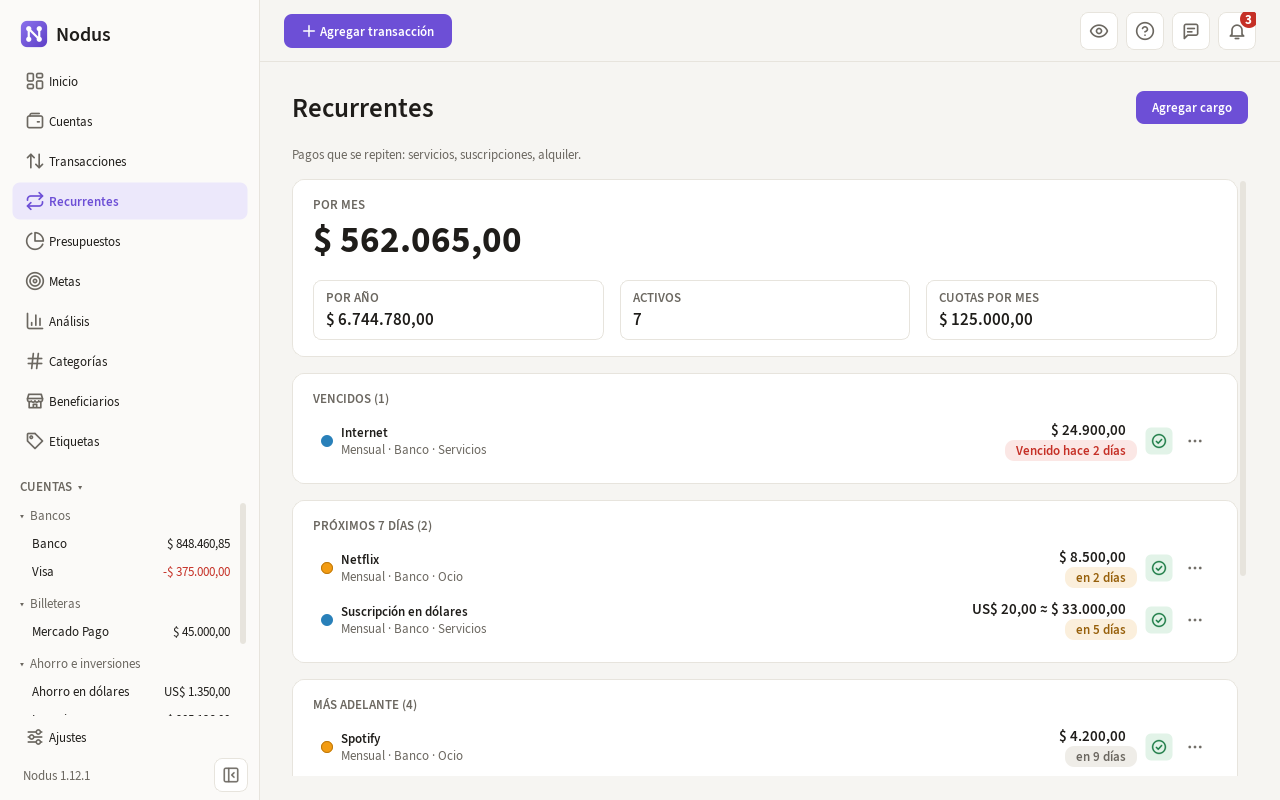 Nodus
Inicio
Cuentas
Transacciones
Recurrentes
Presupuestos
Metas
Análisis
Categorías
Beneficiarios
Etiquetas
CUENTAS
Bancos
Banco $ 848.460,85
Visa -$ 375.000,00
Billeteras
Mercado Pago $ 45.000,00
Ahorro e inversiones
Ahorro en dólares US$ 1.350,00
Ajustes
Nodus 1.12.1
Agregar transacción
3
Recurrentes
Agregar cargo
Pagos que se repiten: servicios, suscripciones, alquiler.
POR MES
$ 562.065,00
POR AÑO
$ 6.744.780,00
ACTIVOS
7
CUOTAS POR MES
$ 125.000,00
VENCIDOS (1)
Internet
Mensual · Banco · Servicios
$ 24.900,00
Vencido hace 2 días
PRÓXIMOS 7 DÍAS (2)
Netflix
Mensual · Banco · Ocio
$ 8.500,00
en 2 días
Suscripción en dólares
Mensual · Banco · Servicios
US$ 20,00 ≈ $ 33.000,00
en 5 días
MÁS ADELANTE (4)
Spotify
Mensual · Banco · Ocio
$ 4.200,00
en 9 días